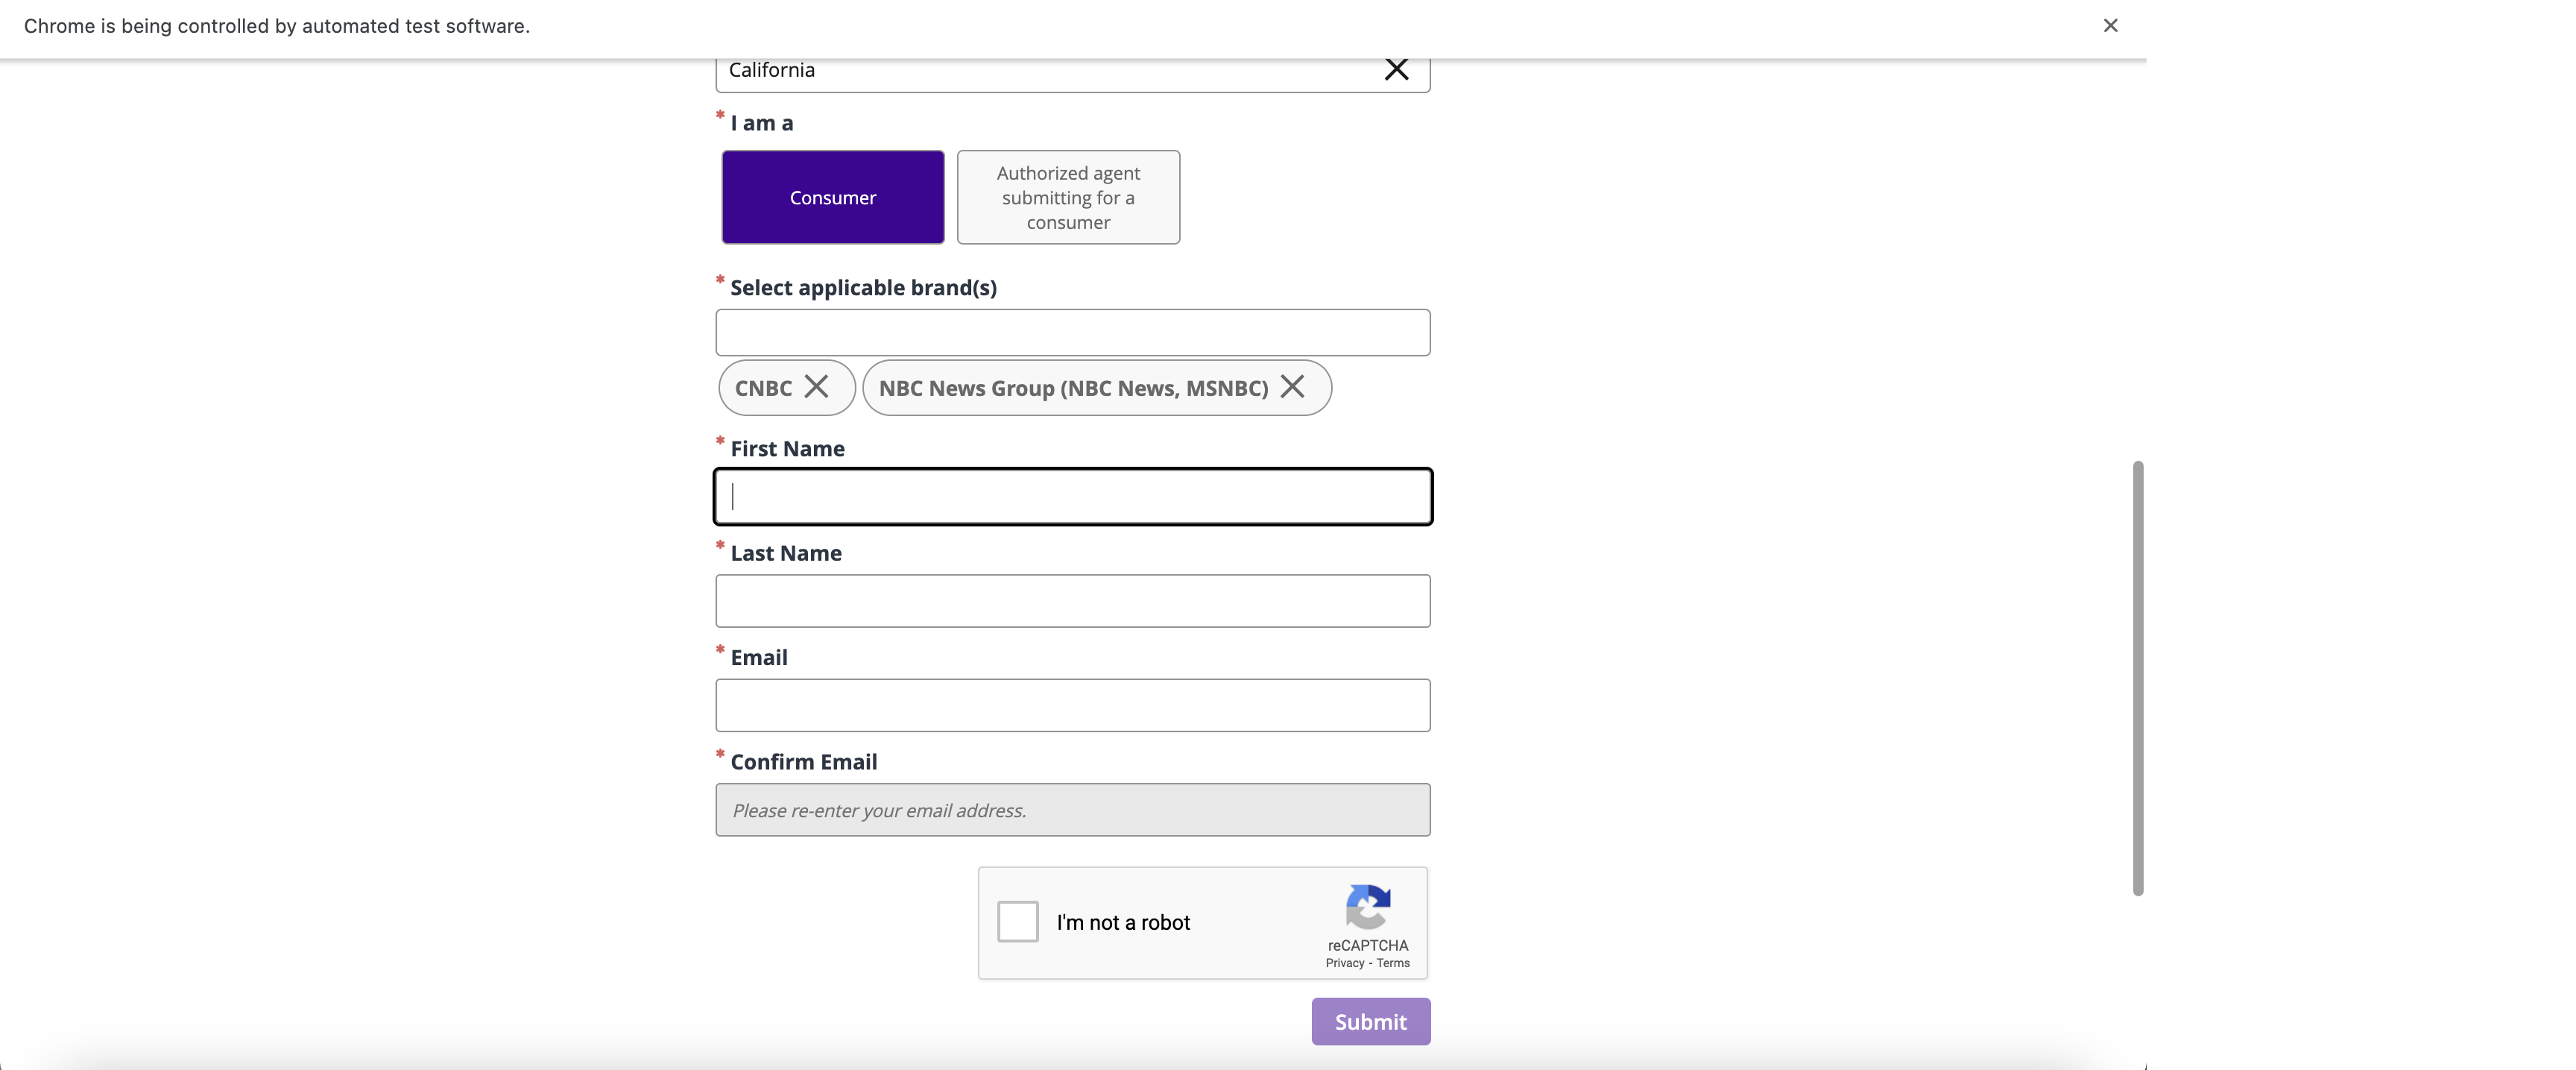 Chrome is being controlled by automated test software.
California
* I am a
Consumer
Authorized agent
submitting for a
consumer
* Select applicable brand(s)
CNBC
NBC News Group (NBC News, MSNBC)
* First Name
* Last Name
* Email
* Confirm Email
Please re-enter your email address.
I'm not a robot
reCAPTCHA
Privacy - Terms
Submit